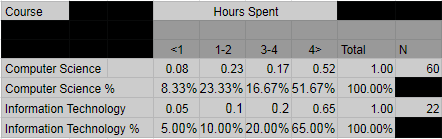 Course Hours Spent
<1 1-2 3-4 4> Total N
Computer Science 0.08 0.23 0.17 0.52 1.00 60
Computer Science % 8.33% 23.33% 16.67% 51.67% 100.00%
Information Technology 0.05 0.1 0.2 0.65 1.00 22
Information Technology % 5.00% 10.00% 20.00% 65.00% 100.00%